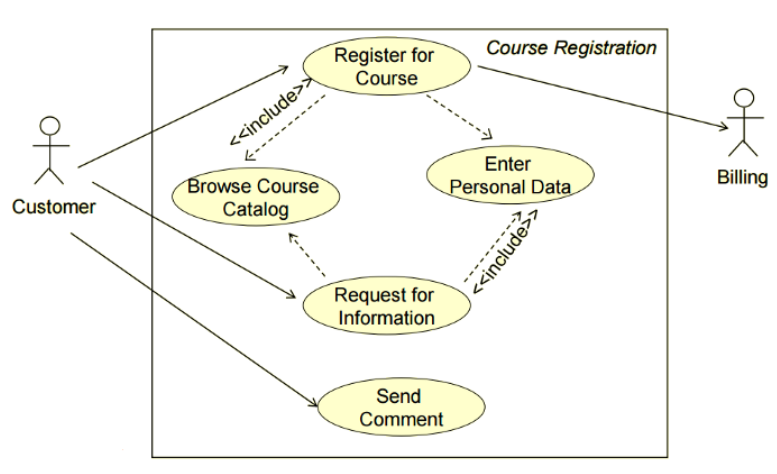 Course Registration
Register for
Course
<<include>>
Browse Course
Catalog
Enter
Personal Data
Customer
Billing
<<include>>
Request for
Information
Send
Comment